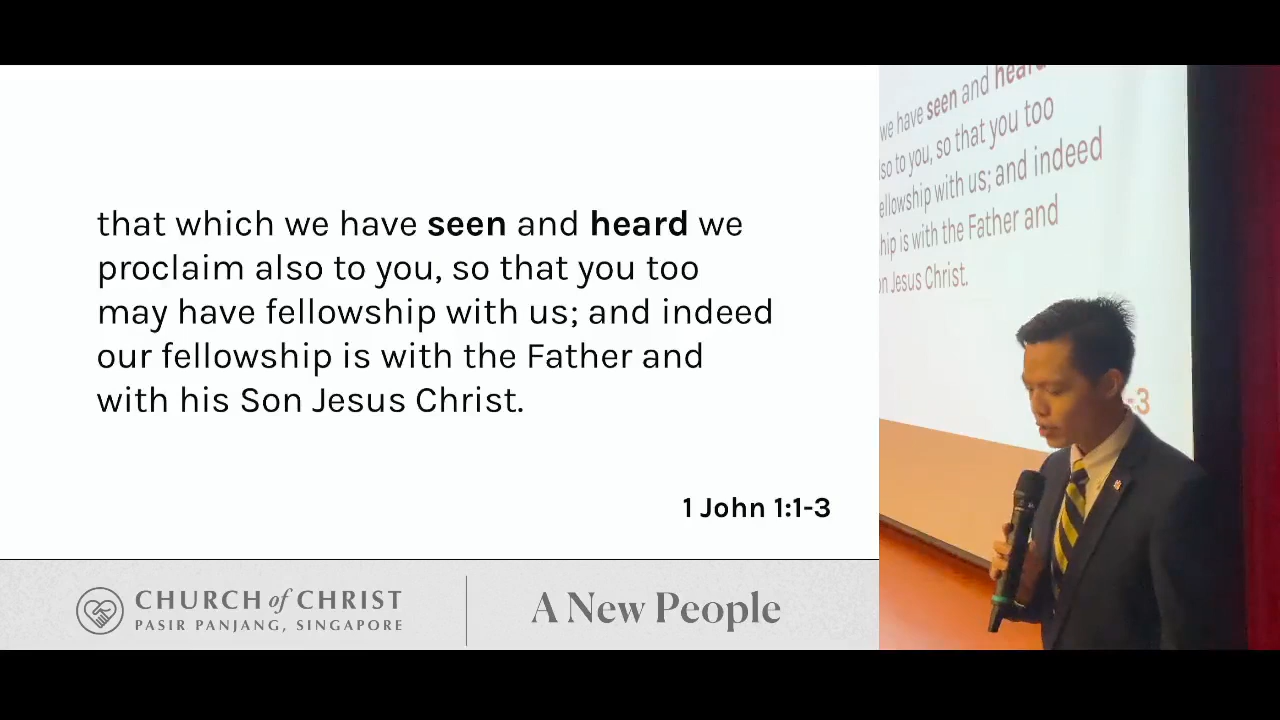 that which we have seen and heard we
proclaim also to you, so that you too
may have fellowship with us; and indeed
our fellowship is with the Father and
with his Son Jesus Christ.
1 John 1:1-3
CHURCH of CHRIST
PASIR PANJANG, SINGAPORE
A New People
we have seen and heard
so to you, so that you too
ellowship with us; and indeed
hip is with the Father and
on Jesus Christ.
-3